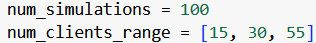 num_simulations = 100
num_clients_range = [15, 30, 55]